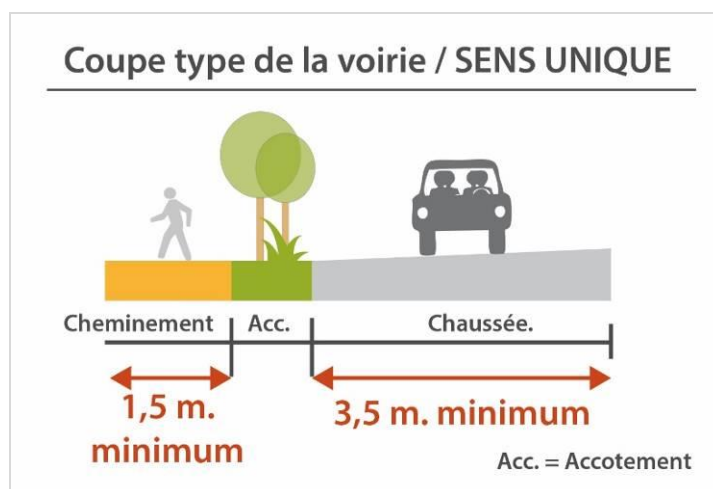 Coupe type de la voirie / SENS UNIQUE
Cheminement Acc. Chaussée.
1,5 m. minimum
3,5 m. minimum
Acc. = Accotement